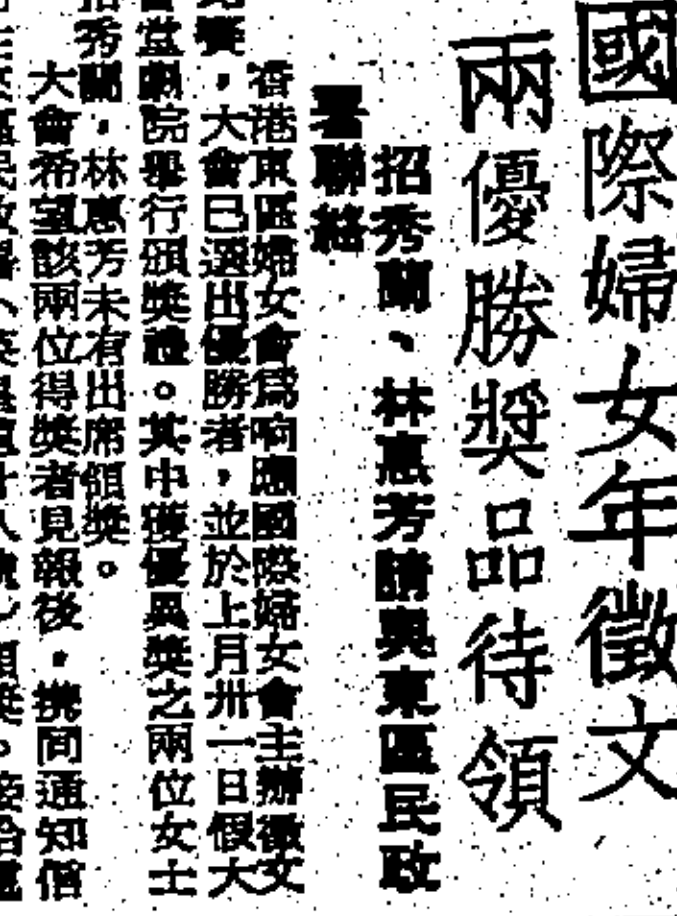 國際婦女年徵文
兩優勝獎品待領
招秀蘭、林惠芳請與東區民政
署聯絡
香港東區婦女會爲响應國際婦女會主辦徵文
賽，大會已選出優勝者，並於上月卅一日假大
會堂劇院舉行頒獎禮。其中獲優異獎之兩位女士
招秀蘭，林惠芳未有出席領獎。
大會希望該兩位得獎者見報後，携同通知